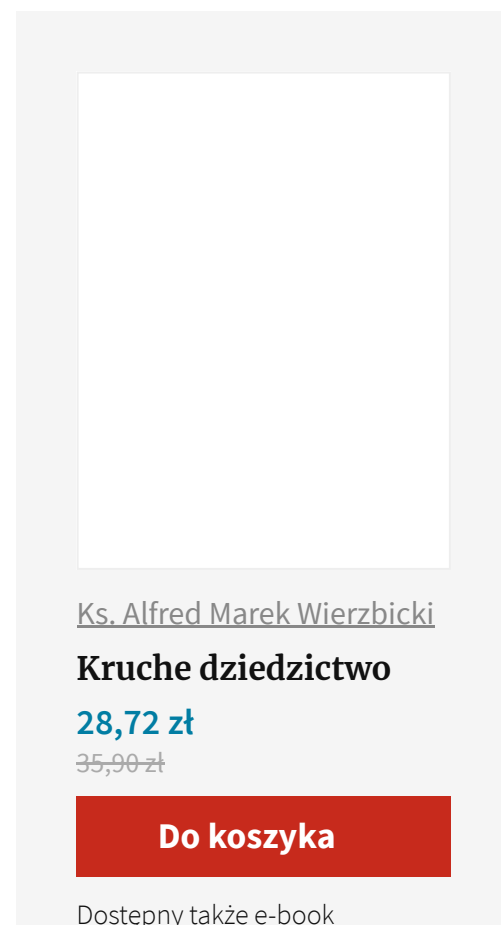 Ks. Alfred Marek Wierzbicki
Kruche dziedzictwo
28,72 zł
35,90 zł
Do koszyka
Dostępny także e-book